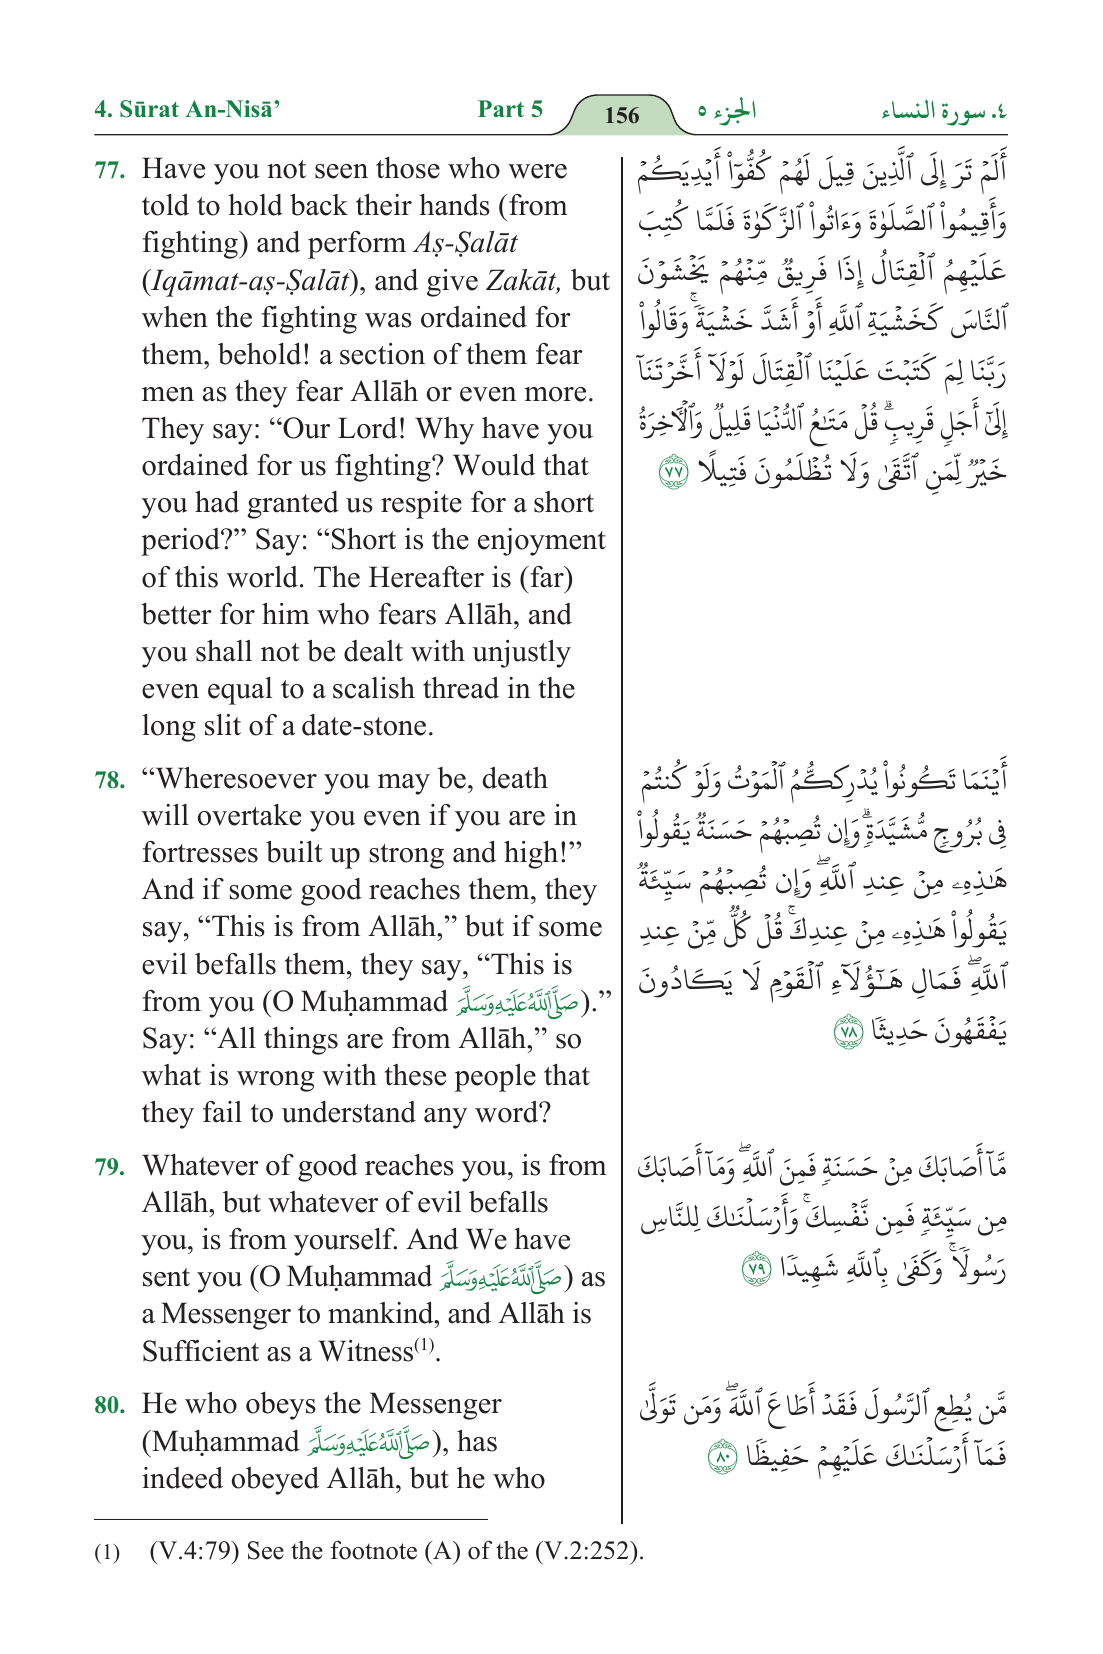 4. Sūrat An-Nisā’ Part 5 156 الجزء ٥ ٤. سورة النساء
77. Have you not seen those who were
told to hold back their hands (from
fighting) and perform Aṣ-Ṣalāt
(Iqāmat-aṣ-Ṣalāt), and give Zakāt, but
when the fighting was ordained for
them, behold! a section of them fear
men as they fear Allāh or even more.
They say: “Our Lord! Why have you
ordained for us fighting? Would that
you had granted us respite for a short
period?” Say: “Short is the enjoyment
of this world. The Hereafter is (far)
better for him who fears Allāh, and
you shall not be dealt with unjustly
even equal to a scalish thread in the
long slit of a date-stone.
أَلَمۡ تَرَ إِلَى ٱلَّذِينَ قِيلَ لَهُمۡ كُفُّوٓاْ أَيۡدِيَكُمۡ
وَأَقِيمُواْ ٱلصَّلَوٰةَ وَءَاتُواْ ٱلزَّكَوٰةَ فَلَمَّا كُتِبَ
عَلَيۡهِمُ ٱلۡقِتَالُ إِذَا فَرِيقٞ مِّنۡهُمۡ يَخۡشَوۡنَ
ٱلنَّاسَ كَخَشۡيَةِ ٱللَّهِ أَوۡ أَشَدَّ خَشۡيَةٗۚ وَقَالُواْ
رَبَّنَا لِمَ كَتَبۡتَ عَلَيۡنَا ٱلۡقِتَالَ لَوۡلَآ أَخَّرۡتَنَآ
إِلَىٰٓ أَجَلٖ قَرِيبٖۗ قُلۡ مَتَٰعُ ٱلدُّنۡيَا قَلِيلٞ وَٱلۡأٓخِرَةُ
خَيۡرٞ لِّمَنِ ٱتَّقَىٰ وَلَا تُظۡلَمُونَ فَتِيلًا ٧٧
78. “Wheresoever you may be, death
will overtake you even if you are in
fortresses built up strong and high!”
And if some good reaches them, they
say, “This is from Allāh,” but if some
evil befalls them, they say, “This is
from you (O Muḥammad صَلَّى ٱللَّهُ عَلَيْهِ وَسَلَّمَ).”
Say: “All things are from Allāh,” so
what is wrong with these people that
they fail to understand any word?
أَيۡنَمَا تَكُونُواْ يُدۡرِككُّمُ ٱلۡمَوۡتُ وَلَوۡ كُنتُمۡ
فِي بُرُوجٖ مُّشَيَّدَةٖۗ وَإِن تُصِبۡهُمۡ حَسَنَةٞ يَقُولُواْ
هَٰذِهِۦ مِنۡ عِندِ ٱللَّهِۖ وَإِن تُصِبۡهُمۡ سَيِّئَةٞ
يَقُولُواْ هَٰذِهِۦ مِنۡ عِندِكَۚ قُلۡ كُلّٞ مِّنۡ عِندِ
ٱللَّهِۖ فَمَالِ هَٰٓؤُلَآءِ ٱلۡقَوۡمِ لَا يَكَادُونَ
يَفۡقَهُونَ حَدِيثٗا ٧٨
79. Whatever of good reaches you, is from
Allāh, but whatever of evil befalls
you, is from yourself. And We have
sent you (O Muḥammad صَلَّى ٱللَّهُ عَلَيْهِ وَسَلَّمَ) as
a Messenger to mankind, and Allāh is
Sufficient as a Witness(1).
مَّآ أَصَابَكَ مِنۡ حَسَنَةٖ فَمِنَ ٱللَّهِۖ وَمَآ أَصَابَكَ
مِن سَيِّئَةٖ فَمِن نَّفۡسِكَۚ وَأَرۡسَلۡنَٰكَ لِلنَّاسِ
رَسُولٗاۚ وَكَفَىٰ بِٱللَّهِ شَهِيدٗا ٧٩
80. He who obeys the Messenger
(Muḥammad صَلَّى ٱللَّهُ عَلَيْهِ وَسَلَّمَ), has
indeed obeyed Allāh, but he who
مَّن يُطِعِ ٱلرَّسُولَ فَقَدۡ أَطَاعَ ٱللَّهَۖ وَمَن تَوَلَّىٰ
فَمَآ أَرۡسَلۡنَٰكَ عَلَيۡهِمۡ حَفِيظٗا ٨٠
(1) (V.4:79) See the footnote (A) of the (V.2:252).